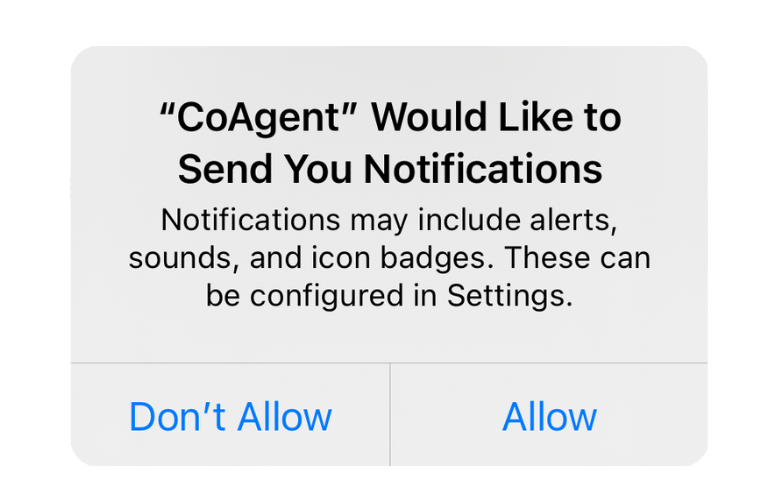 “CoAgent” Would Like to
Send You Notifications
Notifications may include alerts,
sounds, and icon badges. These can
be configured in Settings.
Don’t Allow
Allow